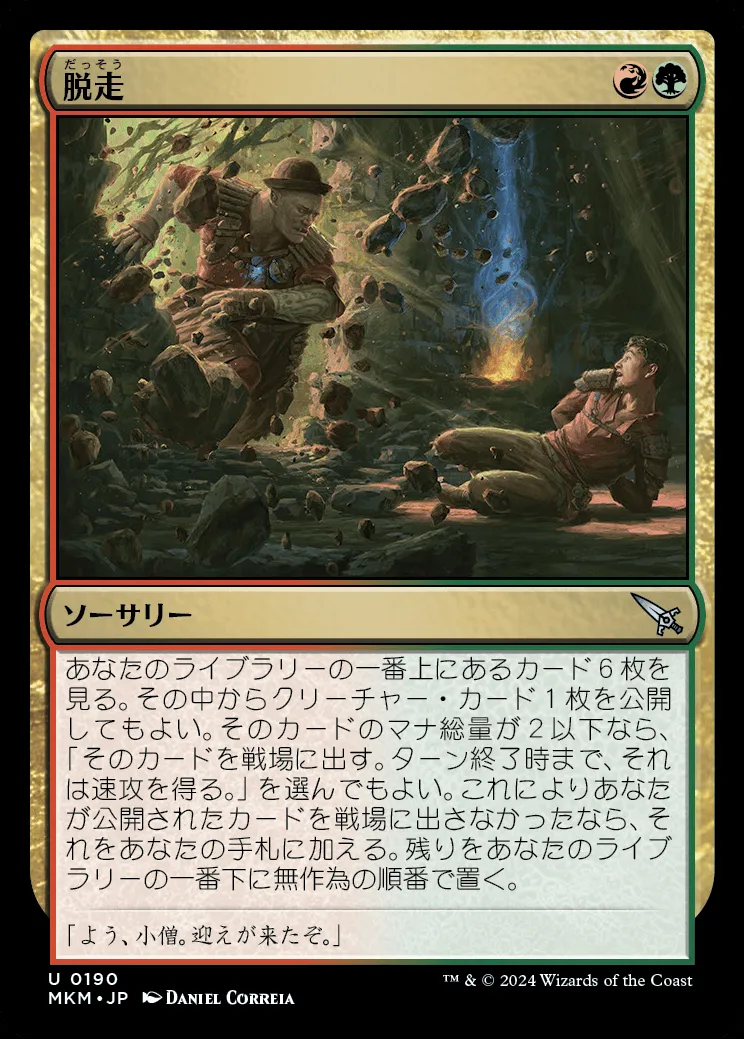 だっそう
脱走
ソーサリー
あなたのライブラリーの一番上にあるカード６枚を
見る。その中からクリーチャー・カード１枚を公開
してもよい。そのカードのマナ総量が２以下なら、
「そのカードを戦場に出す。ターン終了時まで、それ
は速攻を得る。」を選んでもよい。これによりあなた
が公開されたカードを戦場に出さなかったなら、そ
れをあなたの手札に加える。残りをあなたのライブ
ラリーの一番下に無作為の順番で置く。
「よう、小僧。迎えが来たぞ。」
U 0190
MKM • JP DANIEL CORREIA
™ & © 2024 Wizards of the Coast